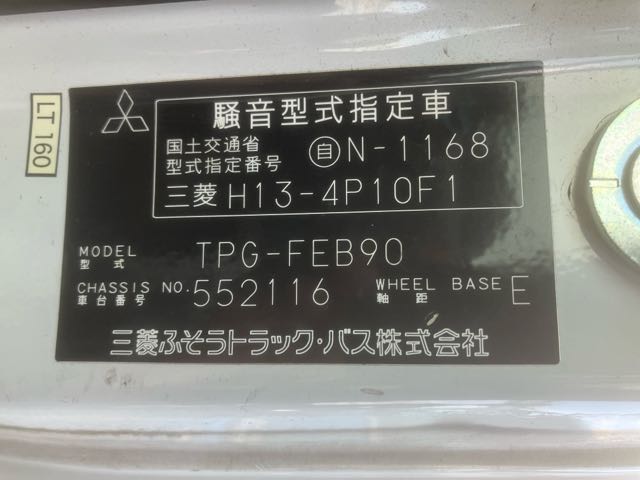 LT 160
騒音型式指定車
国土交通省
型式指定番号 自N-1168
三菱 H13-4P10F1
MODEL
型式 TPG-FEB90
CHASSIS NO.
車台番号 552116
WHEEL BASE
軸距 E
三菱ふそうトラック・バス株式会社